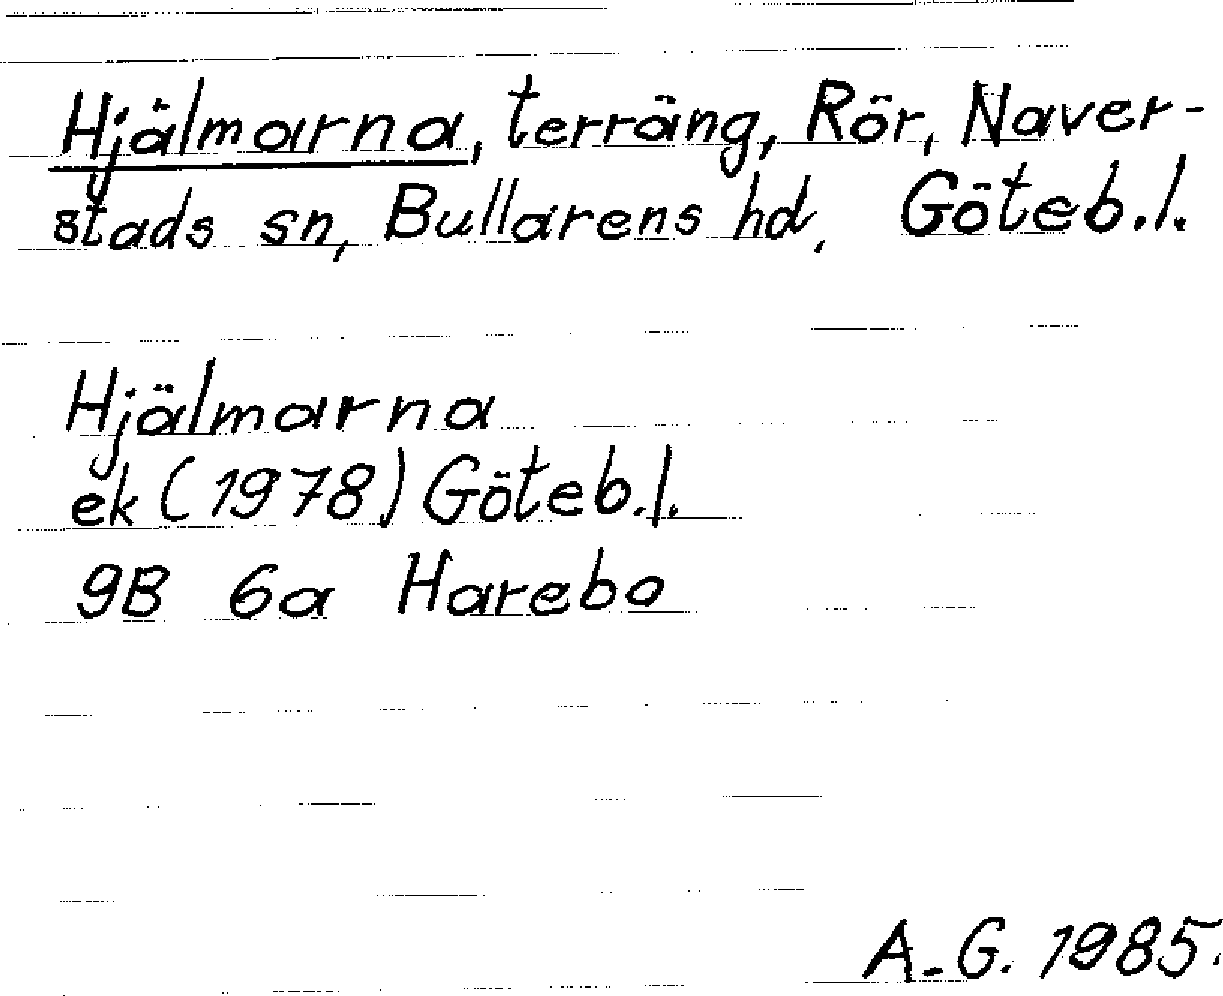 Hjälmarna, terräng, Rör, Naver-
stads sn, Bullarens hd, Göteb.l.
Hjälmarna
ek (1978) Göteb.l.
9B 6a Harebo
A.-G. 1985.